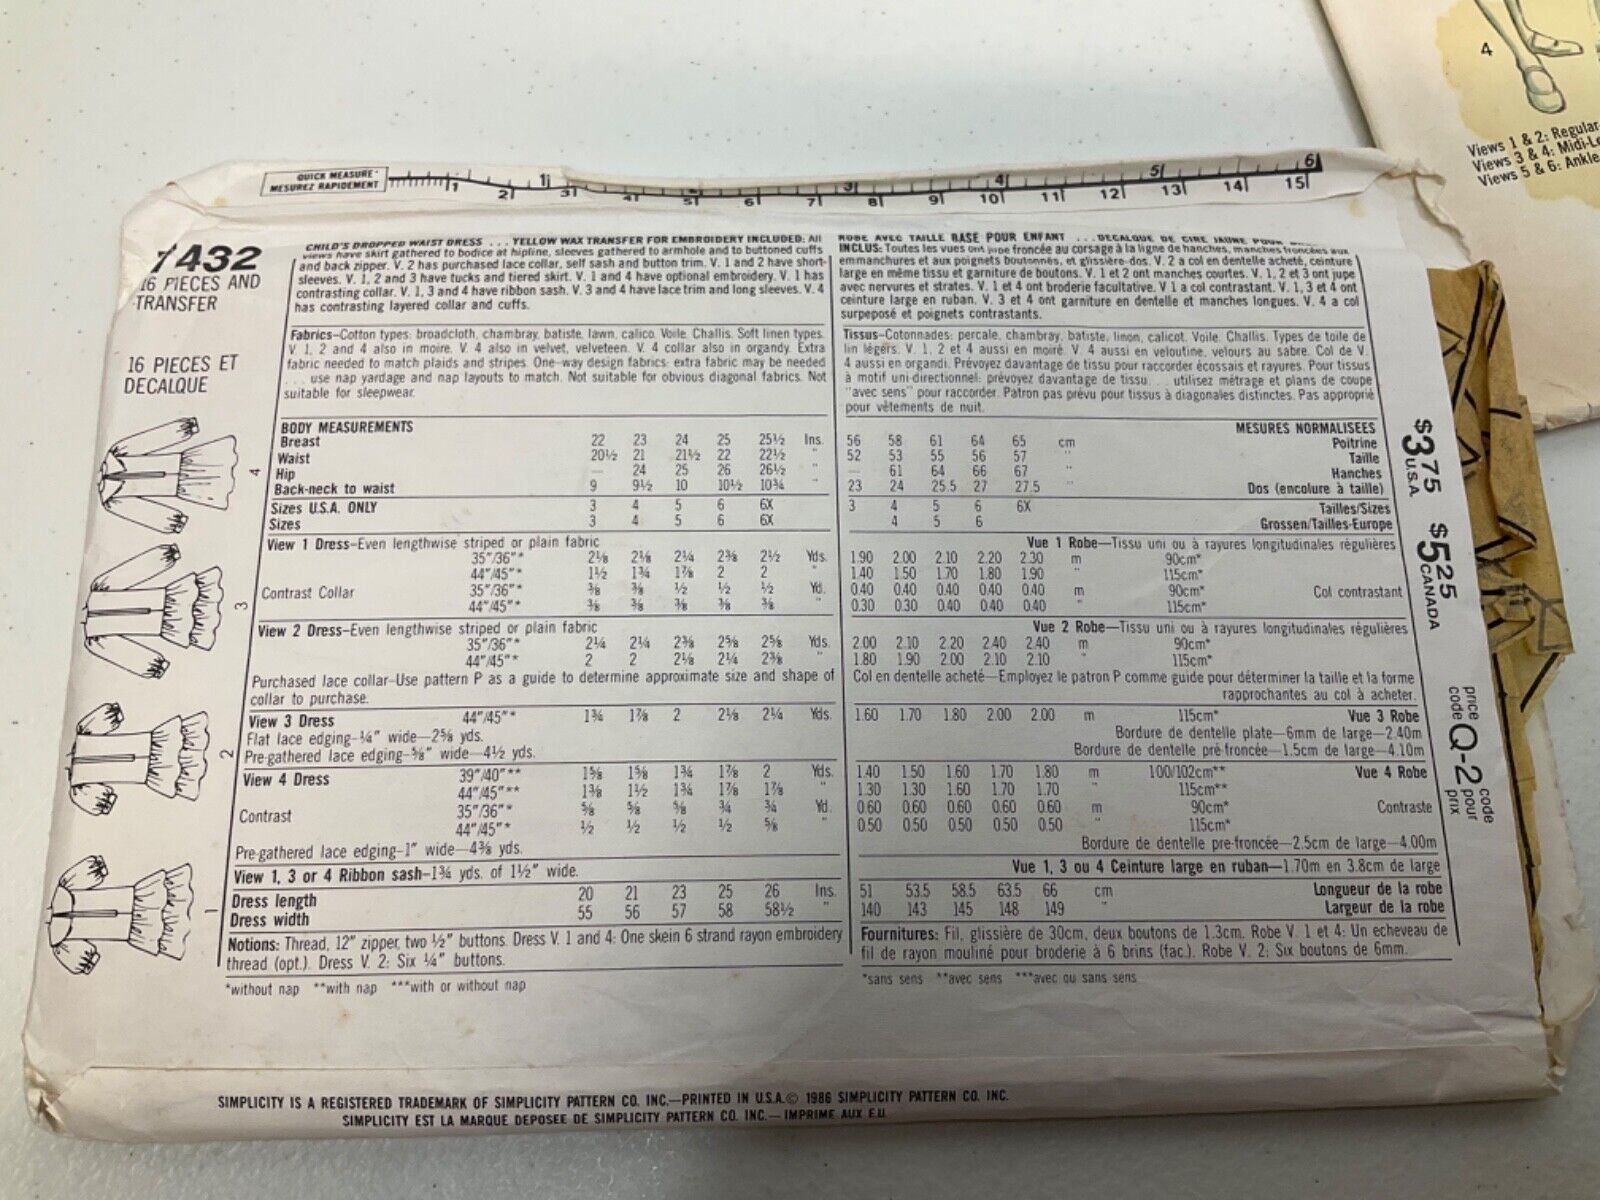 QUICK MEASURE
MESUREZ RAPIDEMENT
1 2 3 4 5 6
1 2 3 4 5 6 7 8 9 10 11 12 13 14 15
7432
16 PIECES AND
TRANSFER
16 PIECES ET
DECALQUE
4
3
2
1
CHILD'S DROPPED WAIST DRESS . . . YELLOW WAX TRANSFER FOR EMBROIDERY INCLUDED: All
views have skirt gathered to bodice at hipline, sleeves gathered to armhole and to buttoned cuffs
and back zipper. V. 2 has purchased lace collar, self sash and button trim. V. 1 and 2 have short-
sleeves. V. 1, 2 and 3 have tucks and tiered skirt. V. 1 and 4 have optional embroidery. V. 1 has
contrasting collar. V. 1, 3 and 4 have ribbon sash. V. 3 and 4 have lace trim and long sleeves. V. 4
has contrasting layered collar and cuffs.
Fabrics–Cotton types: broadcloth, chambray, batiste, lawn, calico. Voile. Challis. Soft linen types.
V. 1, 2 and 4 also in moire. V. 4 also in velvet, velveteen. V. 4 collar also in organdy. Extra
fabric needed to match plaids and stripes. One-way design fabrics: extra fabric may be needed
. . . use nap yardage and nap layouts to match. Not suitable for obvious diagonal fabrics. Not
suitable for sleepwear.
BODY MEASUREMENTS
Breast 22 23 24 25 25½ Ins.
Waist 20½ 21 21½ 22 22½ "
Hip — 24 25 26 26½ "
Back-neck to waist 9 9½ 10 10½ 10¾ "
Sizes U.S.A. ONLY 3 4 5 6 6X
Sizes 3 4 5 6 6X
View 1 Dress–Even lengthwise striped or plain fabric
35"/36"* 2⅛ 2⅛ 2¼ 2⅜ 2½ Yds.
44"/45"* 1½ 1¾ 1⅞ 2 2 "
Contrast Collar 35"/36"* ⅜ ⅜ ½ ½ ½ Yd.
44"/45"* ⅜ ⅜ ⅜ ⅜ ⅜ "
View 2 Dress–Even lengthwise striped or plain fabric
35"/36"* 2¼ 2¼ 2⅜ 2⅝ 2⅝ Yds.
44"/45"* 2 2 2⅛ 2¼ 2⅜ "
Purchased lace collar–Use pattern P as a guide to determine approximate size and shape of
collar to purchase.
View 3 Dress 44"/45"* 1¾ 1⅞ 2 2⅛ 2¼ Yds.
Flat lace edging–¼" wide–2⅝ yds.
Pre-gathered lace edging–⅝" wide–4½ yds.
View 4 Dress 39"/40"** 1⅝ 1⅝ 1¾ 1⅞ 2 Yds.
44"/45"** 1⅜ 1½ 1¾ 1⅞ 1⅞ "
Contrast 35"/36"* ⅝ ⅝ ⅝ ¾ ¾ Yd.
44"/45"* ½ ½ ½ ½ ⅝ "
Pre-gathered lace edging–1" wide–4⅜ yds.
View 1, 3 or 4 Ribbon sash–1¾ yds. of 1½" wide.
Dress length 20 21 23 25 26 Ins.
Dress width 55 56 57 58 58½ "
Notions: Thread, 12" zipper, two ½" buttons. Dress V. 1 and 4: One skein 6 strand rayon embroidery
thread (opt.). Dress V. 2: Six ¼" buttons.
*without nap **with nap ***with or without nap
ROBE AVEC TAILLE BASE POUR ENFANT . . . DECALQUE DE CIRE JAUNE POUR
INCLUS: Toutes les vues ont jupe froncée au corsage à la ligne de hanches, manches froncées aux
emmanchures et aux poignets boutonnés, et glissière-dos. V. 2 a col en dentelle acheté, ceinture
large en même tissu et garniture de boutons. V. 1 et 2 ont manches courtes. V. 1, 2 et 3 ont jupe
avec nervures et strates. V. 1 et 4 ont broderie facultative. V 1 a col contrastant. V. 1, 3 et 4 ont
ceinture large en ruban. V. 3 et 4 ont garniture en dentelle et manches longues. V. 4 a col
surpeposé et poignets contrastants.
Tissus–Cotonnades: percale, chambray, batiste, linon, calicot. Voile. Challis. Types de toile de
lin légers. V. 1, 2 et 4 aussi en moiré. V. 4 aussi en veloutine, velours au sabre. Col de V.
4 aussi en organdi. Prévoyez davantage de tissu pour raccorder écossais et rayures. Pour tissus
à motif uni-directionnel: prévoyez davantage de tissu. . . utilisez métrage et plans de coupe
"avec sens" pour raccorder. Patron pas prévu pour tissus à diagonales distinctes. Pas approprié
pour vêtements de nuit.
MESURES NORMALISEES
56 58 61 64 65 cm Poitrine
52 53 55 56 57 " Taille
— 61 64 66 67 " Hanches
23 24 25.5 27 27.5 " Dos (encolure à taille)
3 4 5 6 6X Tailles/Sizes
4 5 6 Grossen/Tailles-Europe
Vue 1 Robe–Tissu uni ou à rayures longitudinales régulières
1.90 2.00 2.10 2.20 2.30 m 90cm*
1.40 1.50 1.70 1.80 1.90 " 115cm*
0.40 0.40 0.40 0.40 0.40 m 90cm* Col contrastant
0.30 0.30 0.40 0.40 0.40 " 115cm*
Vue 2 Robe–Tissu uni ou à rayures longitudinales régulières
2.00 2.10 2.20 2.40 2.40 m 90cm*
1.80 1.90 2.00 2.10 2.10 " 115cm*
Col en dentelle acheté–Employez le patron P comme guide pour déterminer la taille et la forme
rapprochantes au col à acheter.
1.60 1.70 1.80 2.00 2.00 m 115cm* Vue 3 Robe
Bordure de dentelle plate–6mm de large–2.40m
Bordure de dentelle pré-froncée–1.5cm de large–4.10m
1.40 1.50 1.60 1.70 1.80 m 100/102cm** Vue 4 Robe
1.30 1.30 1.60 1.70 1.70 " 115cm**
0.60 0.60 0.60 0.60 0.60 m 90cm* Contraste
0.50 0.50 0.50 0.50 0.50 " 115cm*
Bordure de dentelle pre-froncée–2.5cm de large–4.00m
Vue 1, 3 ou 4 Ceinture large en ruban–1.70m en 3.8cm de large
51 53.5 58.5 63.5 66 cm Longueur de la robe
140 143 145 148 149 " Largeur de la robe
Fournitures: Fil, glissière de 30cm, deux boutons de 1.3cm. Robe V. 1 et 4: Un echeveau de
fil de rayon mouliné pour broderie à 6 brins (fac.). Robe V. 2: Six boutons de 6mm.
*sans sens **avec sens ***avec ou sans sens
$375 U.S.A.
$525 CANADA
price code Q-2 code pour prix
SIMPLICITY IS A REGISTERED TRADEMARK OF SIMPLICITY PATTERN CO. INC.—PRINTED IN U.S.A.© 1986 SIMPLICITY PATTERN CO. INC.
SIMPLICITY EST LA MARQUE DEPOSEE DE SIMPLICITY PATTERN CO. INC.— IMPRIME AUX E.U.
4
Views 1 & 2: Regular
Views 3 & 4: Midi-Le
Views 5 & 6: Ankle